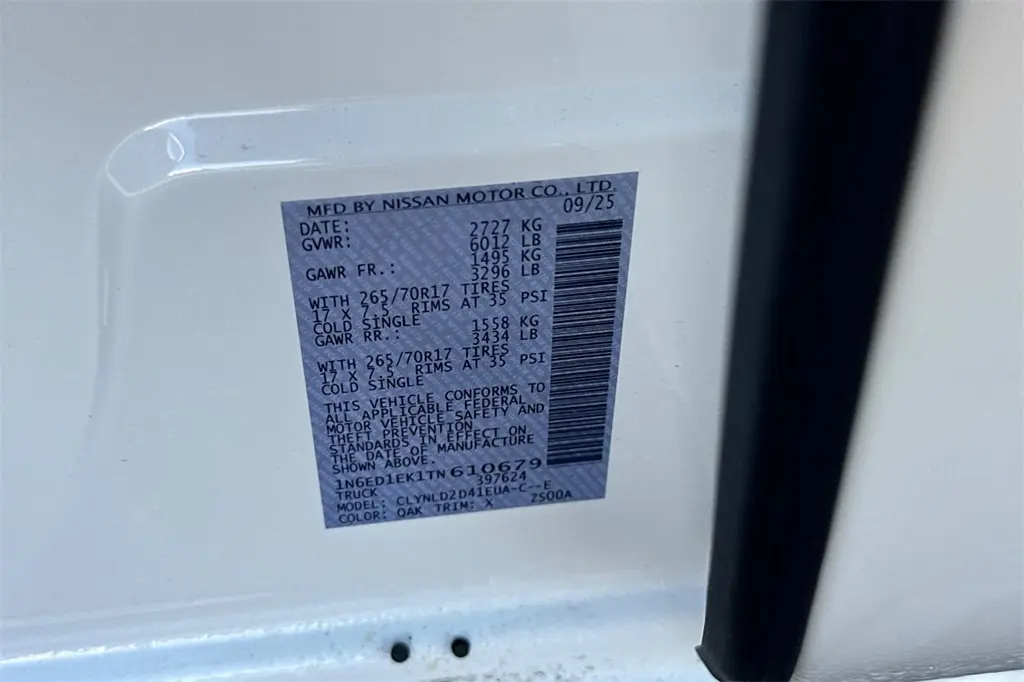 MFD BY NISSAN MOTOR CO., LTD.
DATE: 09/25
GVWR: 2727 KG
6012 LB
GAWR FR.: 1495 KG
3296 LB
WITH 265/70R17 TIRES
17 X 7.5 RIMS AT 35 PSI
COLD SINGLE
GAWR RR.: 1558 KG
3434 LB
WITH 265/70R17 TIRES
17 X 7.5 RIMS AT 35 PSI
COLD SINGLE
THIS VEHICLE CONFORMS TO
ALL APPLICABLE FEDERAL
MOTOR VEHICLE SAFETY AND
THEFT PREVENTION
STANDARDS IN EFFECT ON
THE DATE OF MANUFACTURE
SHOWN ABOVE.
1N6ED1EK1TN610679
TRUCK 397624
MODEL: CLYNLD2D41EUA-C--E
COLOR: QAK TRIM: X ZS00A